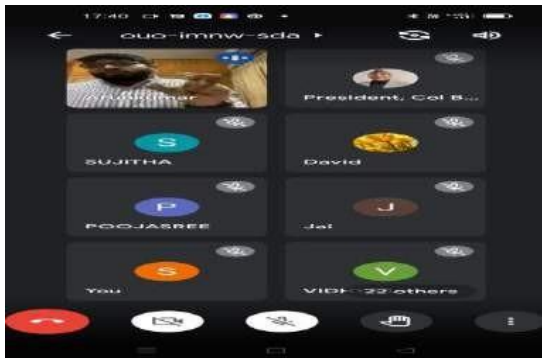 17:40
ouo-imnw-sda
President, Col B...
S
SUJITHA
David
P
POOJASREE
J
Jai
S
You
V
22 others